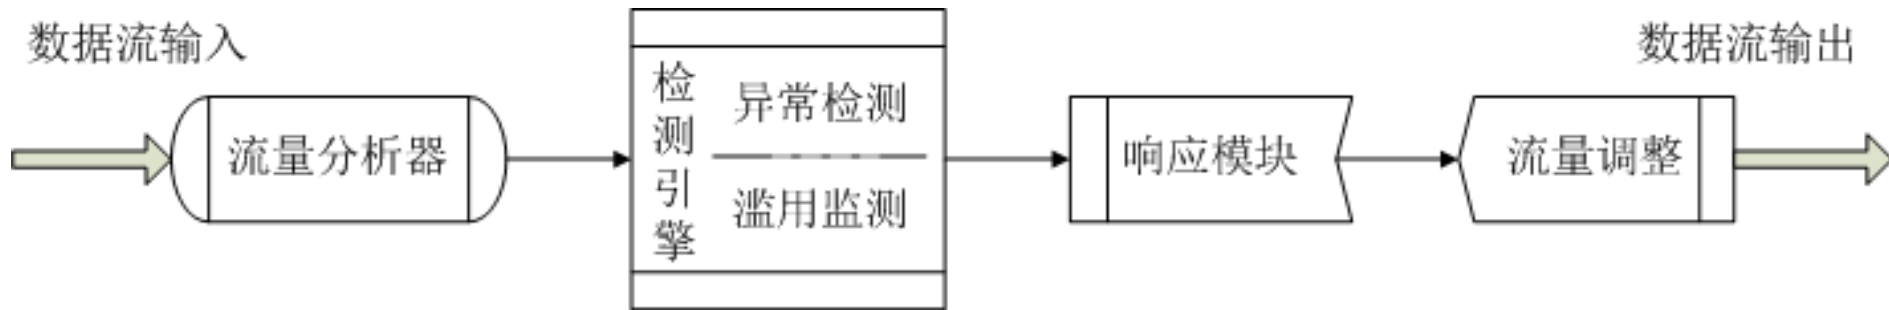 数据流输入
流量分析器
检测引擎
异常检测
滥用监测
响应模块
流量调整
数据流输出